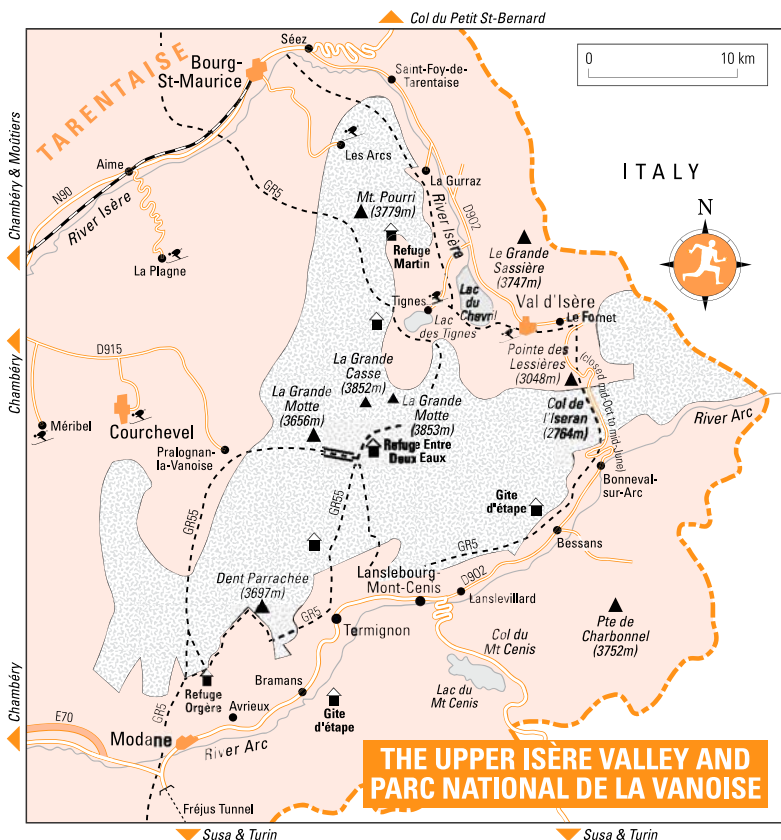 Col du Petit St-Bernard
Séez
Bourg-
St-Maurice
Saint-Foy-de-
Tarentaise
0 10 km
TARENTAISE
Chambéry & Moûtiers
Les Arcs
Aime
La Gurraz
ITALY
N90
River Isère
GR5
Mt. Pourri
(3779m)
River Isère
D902
N
Refuge
Martin
Le Grande
Sassière
(3747m)
La Plagne
Tignes
Lac
du
Chevril
Val d'Isère
Le Fornet
Lac
des Tignes
Chambéry
D915
La Grande
Casse
(3852m)
Pointe des
Lessières
(3048m)
(closed mid-Oct to mid-June)
La Grande
Motte
(3656m)
La Grande
Motte
(3853m)
Col de
l'Iseran
(2764m)
River Arc
Méribel
Courchevel
Pralognan-
la-Vanoise
Refuge Entre
Deux Eaux
Bonneval-
sur-Arc
GR55
GR55
Gite
d'étape
Bessans
GR5
Dent Parrachée
(3697m)
Lanslebourg-
Mont-Cenis
D902
Lanslevillard
GR5
Termignon
Pte de
Charbonnel
(3752m)
Col du
Mt Cenis
Lac du
Mt Cenis
Chambéry
Refuge
Orgère
Bramans
Avrieux
Gite
d'étape
GR5
E70
Modane
River Arc
THE UPPER ISÈRE VALLEY AND
PARC NATIONAL DE LA VANOISE
Fréjus Tunnel
Susa & Turin
Susa & Turin